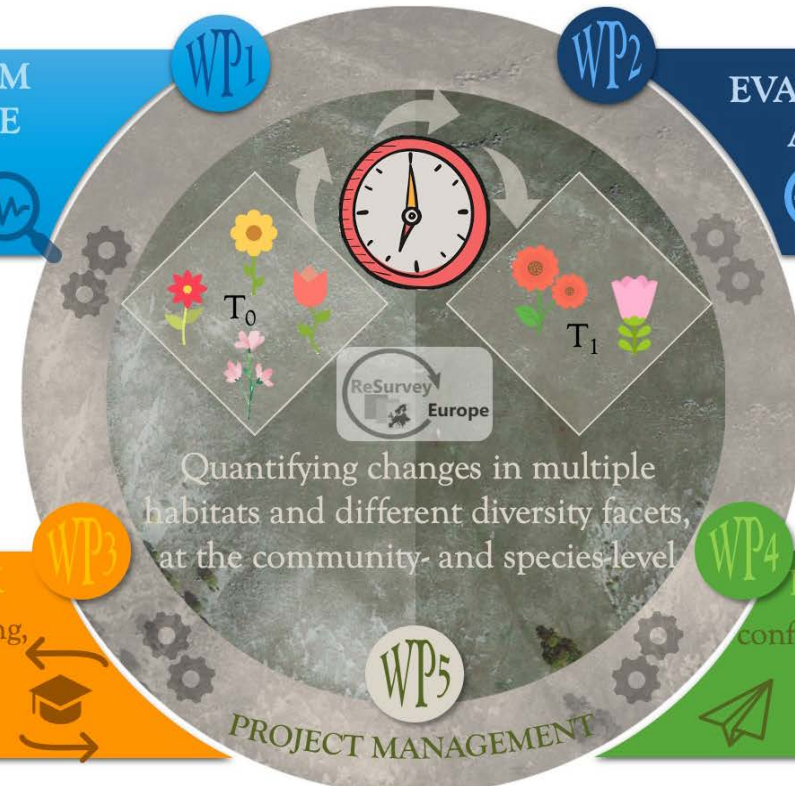 WP1
WP2
M
E
EVA
A
T₀
T₁
ReSurvey
Europe
Quantifying changes in multiple
habitats and different diversity facets,
at the community- and species-level
WP3
WP4
ng,
conf
WP5
PROJECT MANAGEMENT